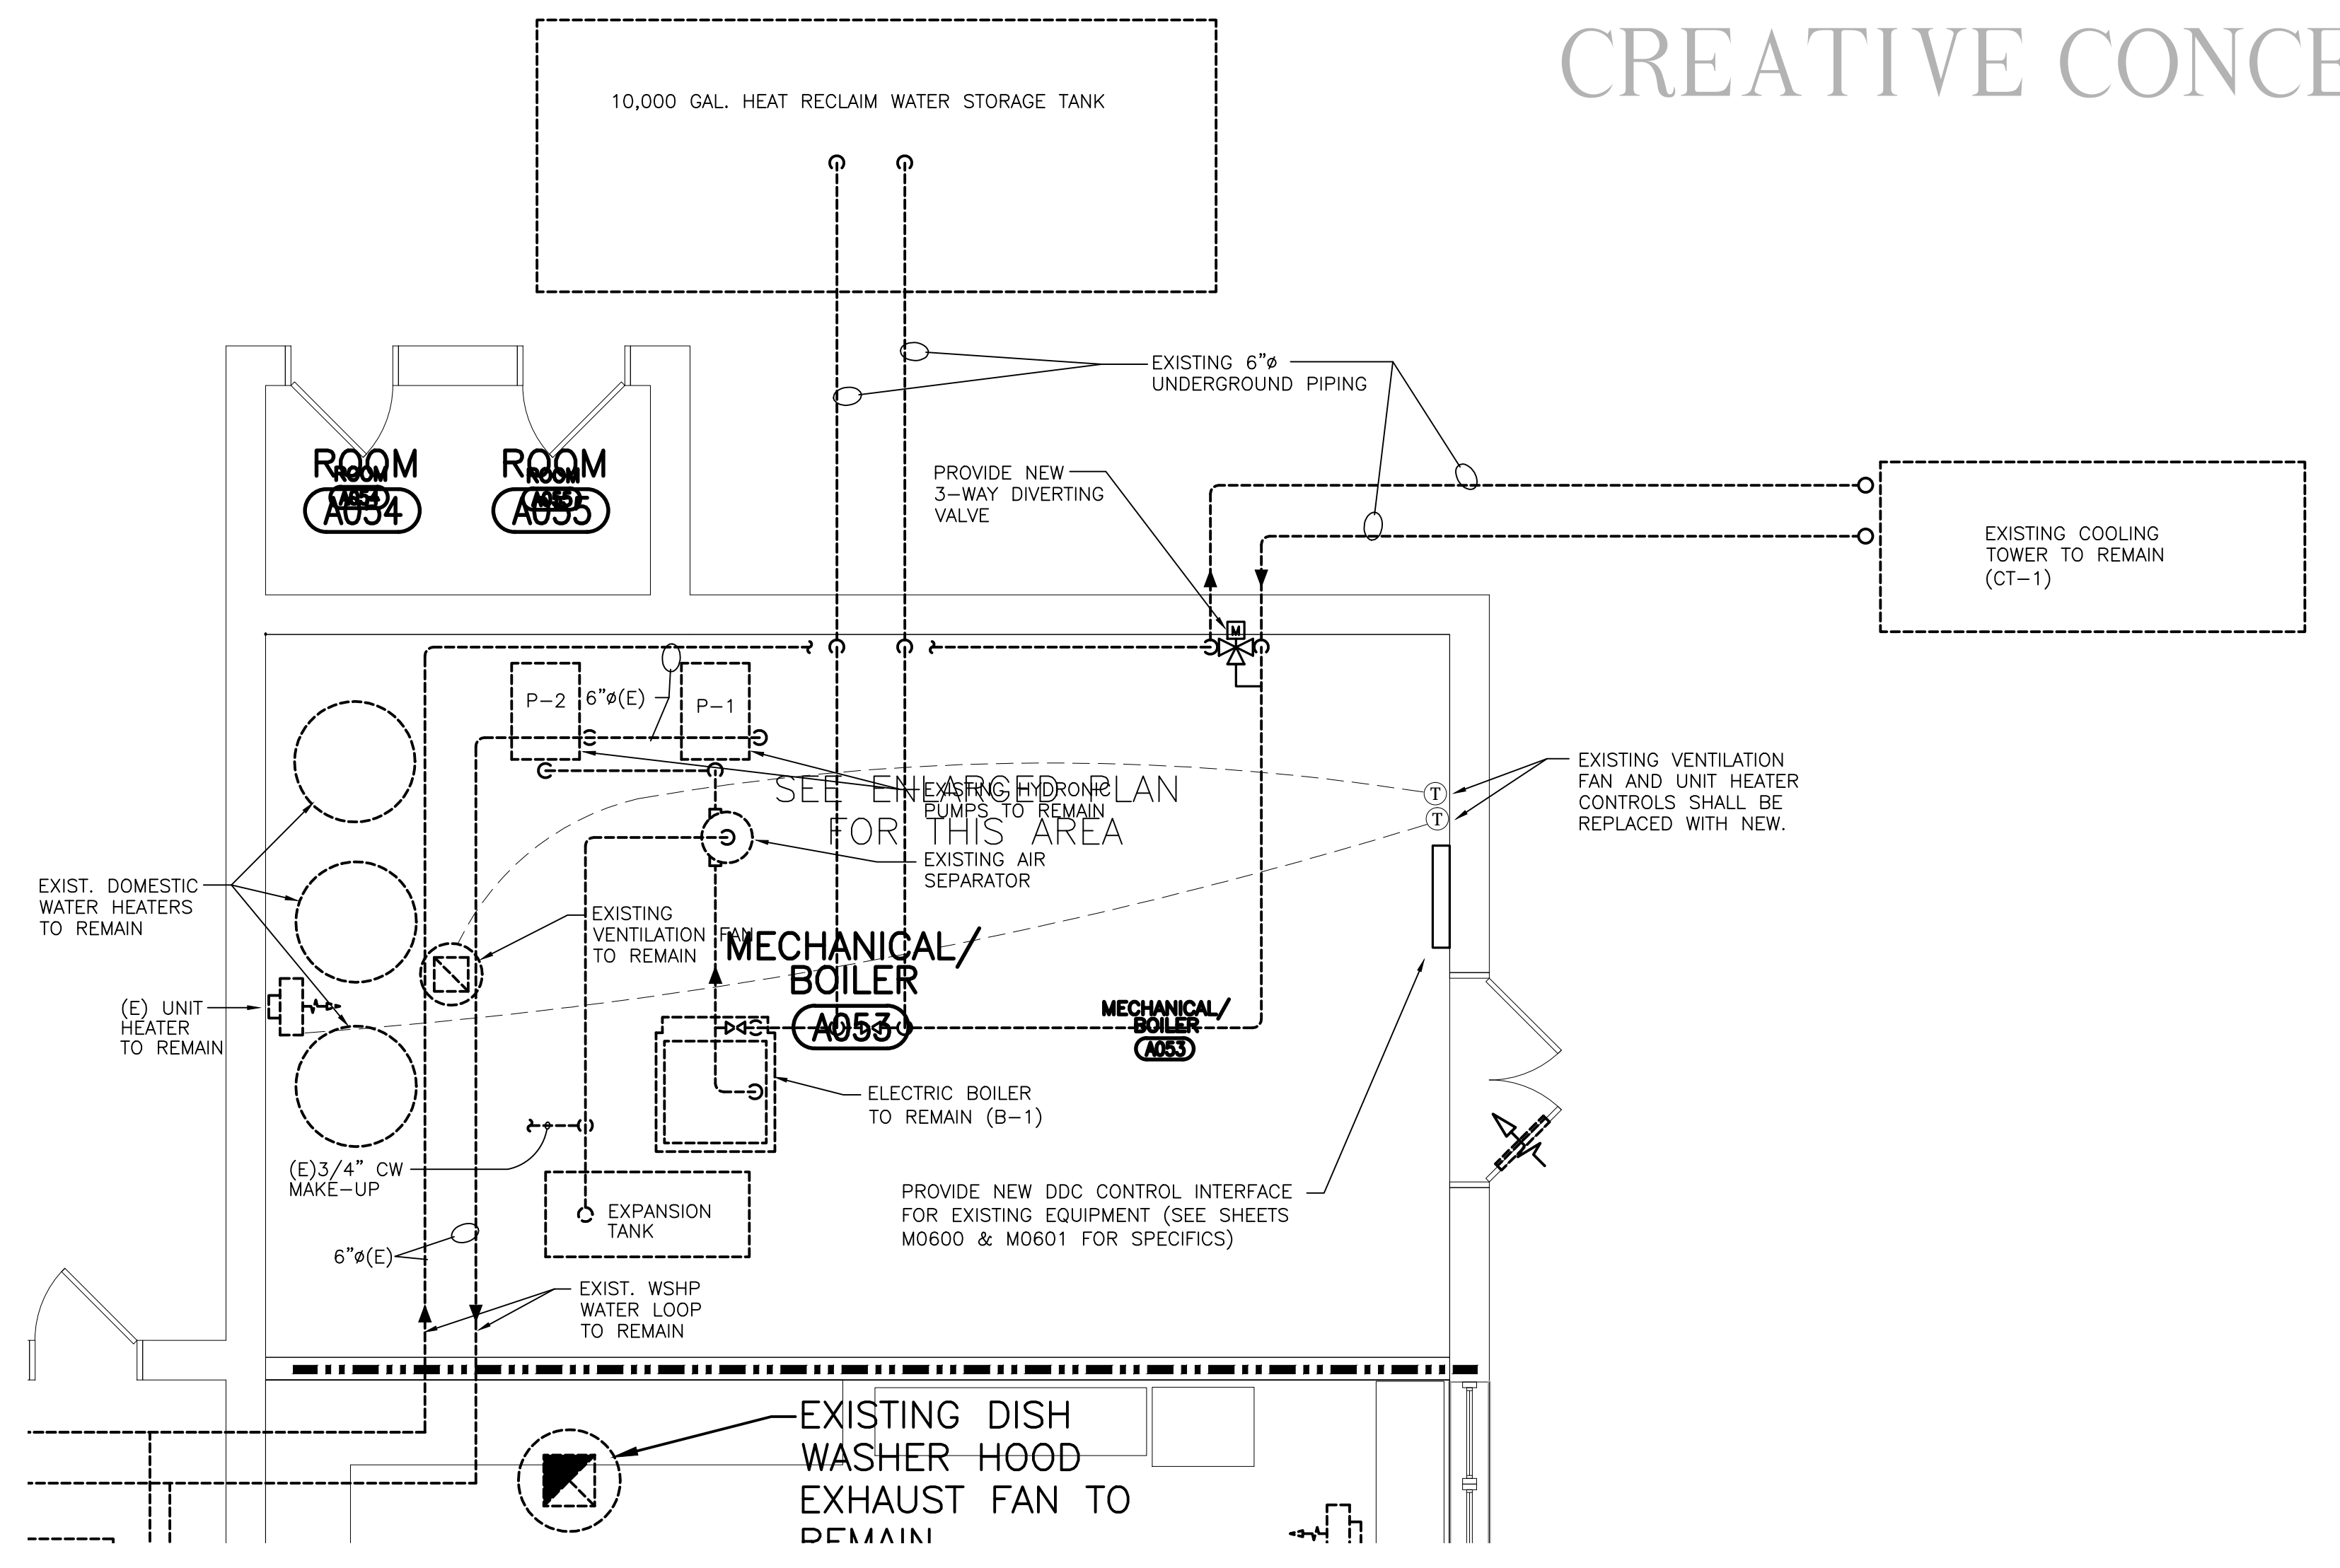 CREATIVE CONCE
10,000 GAL. HEAT RECLAIM WATER STORAGE TANK
EXISTING 6"ø
UNDERGROUND PIPING
ROOM
ROOM
A054
A054
ROOM
ROOM
A055
A055
PROVIDE NEW
3-WAY DIVERTING
VALVE
EXISTING COOLING
TOWER TO REMAIN
(CT-1)
M
P-2
6"ø(E)
P-1
SEE ENLARGED PLAN
FOR THIS AREA
EXISTING HYDRONIC
PUMPS TO REMAIN
T
T
EXISTING VENTILATION
FAN AND UNIT HEATER
CONTROLS SHALL BE
REPLACED WITH NEW.
EXISTING AIR
SEPARATOR
EXIST. DOMESTIC
WATER HEATERS
TO REMAIN
EXISTING
VENTILATION FAN
TO REMAIN
MECHANICAL/
BOILER
A053
(E) UNIT
HEATER
TO REMAIN
MECHANICAL/
BOILER
A053
ELECTRIC BOILER
TO REMAIN (B-1)
(E)3/4" CW
MAKE-UP
EXPANSION
TANK
PROVIDE NEW DDC CONTROL INTERFACE
FOR EXISTING EQUIPMENT (SEE SHEETS
M0600 & M0601 FOR SPECIFICS)
6"ø(E)
EXIST. WSHP
WATER LOOP
TO REMAIN
EXISTING DISH
WASHER HOOD
EXHAUST FAN TO
REMAIN